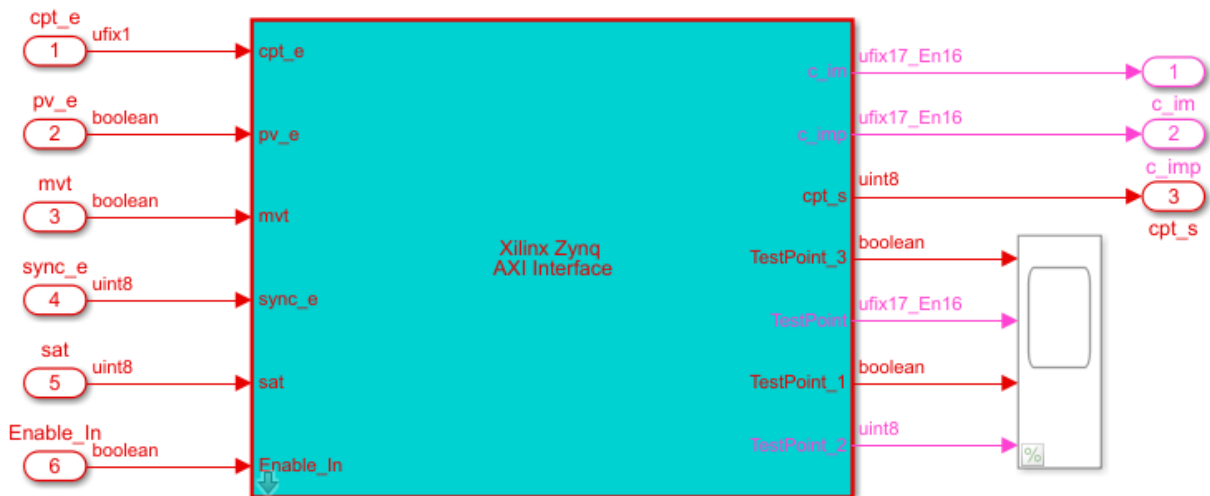 cpt_e
ufix1
1
cpt_e
pv_e
boolean
2
pv_e
mvt
boolean
3
mvt
sync_e
uint8
4
sync_e
sat
uint8
5
sat
Enable_In
boolean
6
Enable_In
Xilinx Zynq
AXI Interface
c_im
ufix17_En16
1
c_im
c_imp
ufix17_En16
2
c_imp
cpt_s
uint8
3
cpt_s
TestPoint_3
boolean
TestPoint
ufix17_En16
TestPoint_1
boolean
TestPoint_2
uint8
%